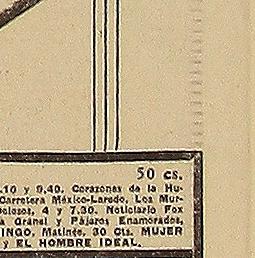 50 cs.
.10 y 9,40. Corazones de la Hu-
Carretera México-Laredo, Los Mur-
elosos, 4 y 7.30. Noticiario Fox
a Granel y Pájaros Enamorados,
INGO. Matinée, 30 Cts. MUJER
y EL HOMBRE IDEAL.